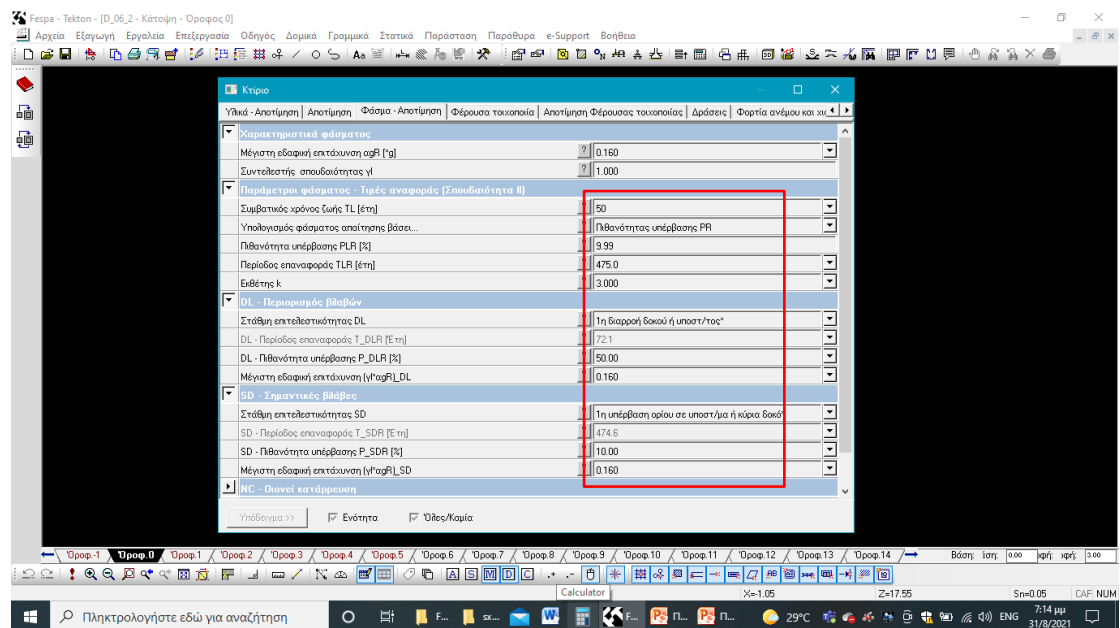 Fespa - Tekton - [D_06_2 - Κάτοψη - Όροφος 0]
Αρχεία Εξαγωγή Εργαλεία Επεξεργασία Οδηγός Δομικά Γραμμικά Στατικά Παράσταση Παράθυρα e-Support Βοήθεια
Κτίριο
Υλικά - Αποτίμηση Αποτίμηση Φάσμα - Αποτίμηση Φέρουσα τοιχοποιία Αποτίμηση Φέρουσας τοιχοποιίας Δράσεις Φορτία ανέμου και χιο
Χαρακτηριστικά φάσματος
Μέγιστη εδαφική επιτάχυνση αgR [*g] ? 0.160
Συντελεστής σπουδαιότητας γI ? 1.000
Παράμετροι φάσματος - Τιμές αναφοράς (Σπουδαιότητα II)
Συμβατικός χρόνος ζωής TL [έτη] 50
Υπολογισμός φάσματος απαίτησης βάσει... Πιθανότητας υπέρβασης PR
Πιθανότητα υπέρβασης PLR [%] 9.99
Περίοδος επαναφοράς TLR [έτη] 475.0
Εκθέτης k 3.000
DL - Περιορισμός βλαβών
Στάθμη επιτελεστικότητας DL 1η διαρροή δοκού ή υποστ/τος*
DL - Περίοδος επαναφοράς T_DLR [Έτη] 72.1
DL - Πιθανότητα υπέρβασης P_DLR [%] 50.00
Μέγιστη εδαφική επιτάχυνση (γI*αgR)_DL 0.160
SD - Σημαντικές βλάβες
Στάθμη επιτελεστικότητας SD 1η υπέρβαση ορίου σε υποστ/μα ή κύρια δοκό*
SD - Περίοδος επαναφοράς T_SDR [Έτη] 474.6
SD - Πιθανότητα υπέρβασης P_SDR [%] 10.00
Μέγιστη εδαφική επιτάχυνση (γI*αgR)_SD 0.160
NC - Οιονεί κατάρρευση
Υπόδειγμα >> Ενότητα Όλες/Καμία
Όροφ.-1 Όροφ.0 Όροφ.1 Όροφ.2 Όροφ.3 Όροφ.4 Όροφ.5 Όροφ.6 Όροφ.7 Όροφ.8 Όροφ.9 Όροφ.10 Όροφ.11 Όροφ.12 Όροφ.13 Όροφ.14 Βάση: ίση: 0.00 3.00
A S M D C
Calculator
X=-1.05 Z=17.55 Sn=0.05 CAF NUM
Πληκτρολογήστε εδώ για αναζήτηση F... sx... F... Π... Π... 29°C ENG 7:14 μμ
31/8/2021